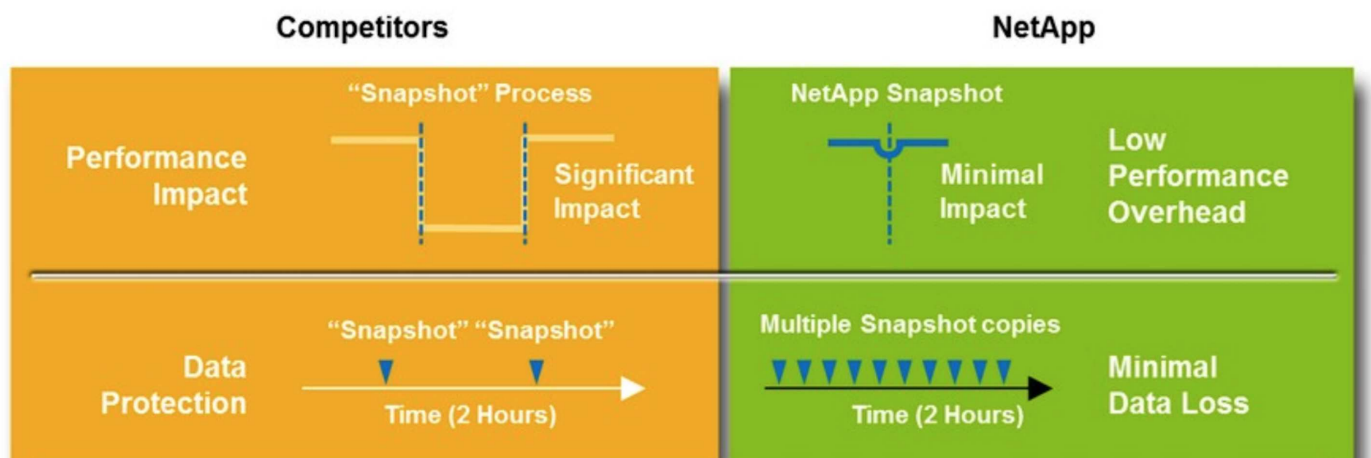 Competitors
NetApp
"Snapshot" Process
Performance
Impact
Significant
Impact
NetApp Snapshot
Minimal
Impact
Low
Performance
Overhead
"Snapshot" "Snapshot"
Data
Protection
Time (2 Hours)
Multiple Snapshot copies
Time (2 Hours)
Minimal
Data Loss